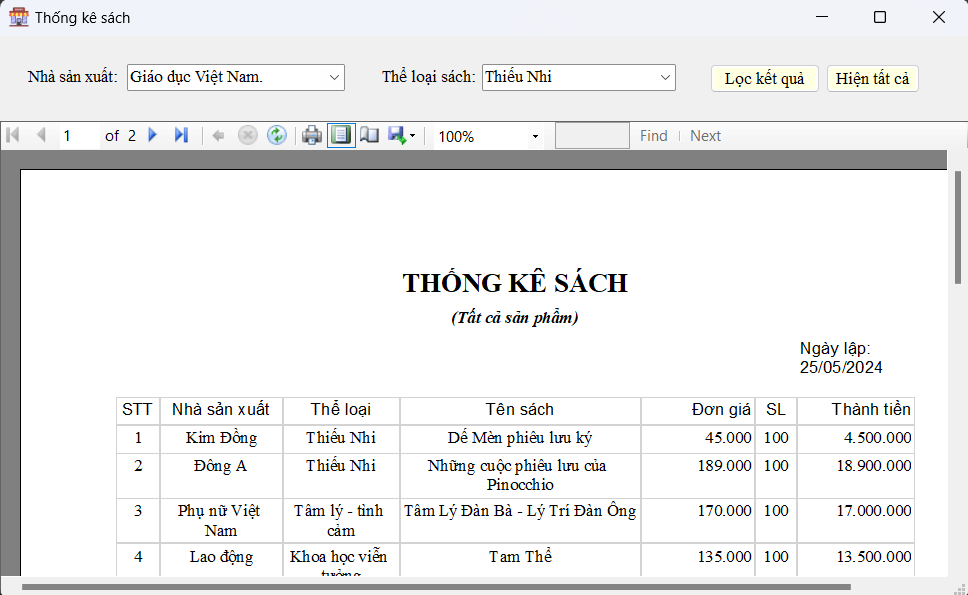 Thống kê sách
Nhà sản xuất: Giáo dục Việt Nam. Thể loại sách: Thiếu Nhi Lọc kết quả Hiện tất cả
1 of 2 100% Find Next
THỐNG KÊ SÁCH
(Tất cả sản phẩm)
Ngày lập:
25/05/2024
STT Nhà sản xuất Thể loại Tên sách Đơn giá SL Thành tiền
1 Kim Đồng Thiếu Nhi Dế Mèn phiêu lưu ký 45.000 100 4.500.000
2 Đông A Thiếu Nhi Những cuộc phiêu lưu của 189.000 100 18.900.000
Pinocchio
3 Phụ nữ Việt Tâm lý - tình Tâm Lý Đàn Bà - Lý Trí Đàn Ông 170.000 100 17.000.000
Nam cảm
4 Lao động Khoa học viễn Tam Thể 135.000 100 13.500.000
tưởng